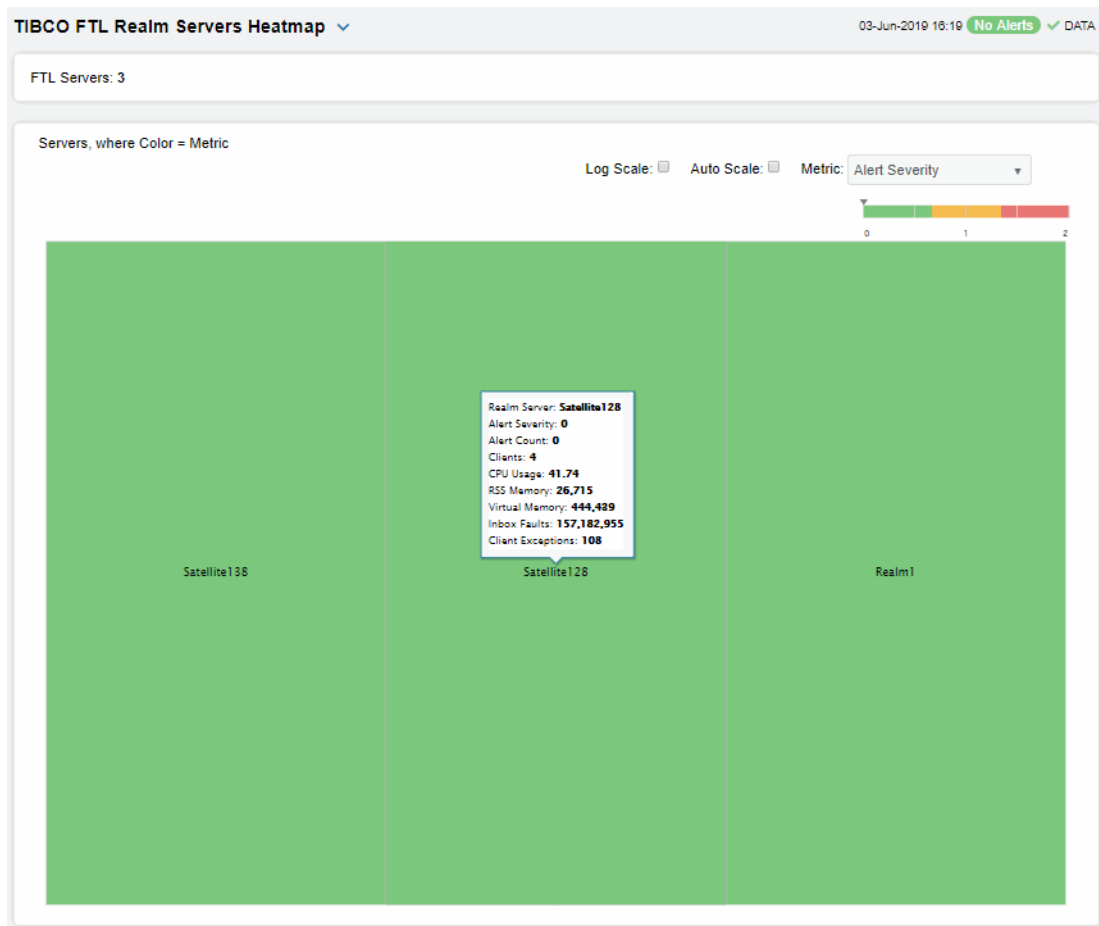 TIBCO FTL Realm Servers Heatmap
03-Jun-2019 16:19 No Alerts DATA
FTL Servers: 3
Servers, where Color = Metric
Log Scale: Auto Scale: Metric: Alert Severity
0 1 2
Realm Server: Satellite128
Alert Severity: 0
Alert Count: 0
Clients: 4
CPU Usage: 41.74
RSS Memory: 26,715
Virtual Memory: 444,439
Inbox Faults: 157,182,955
Client Exceptions: 108
Satellite138 Satellite128 Realm1